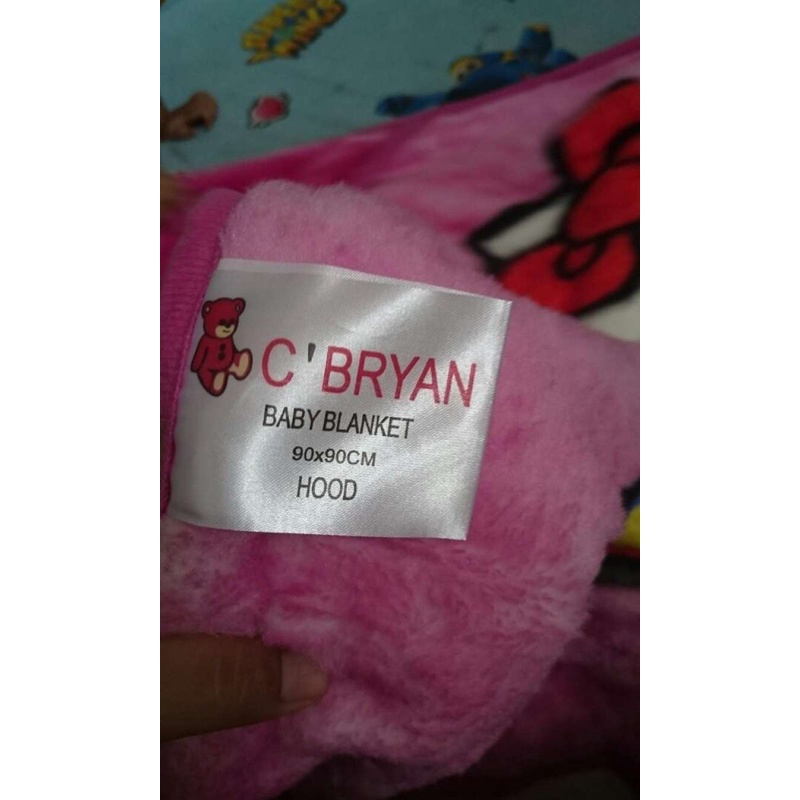 C'BRYAN
BABY BLANKET
90x90CM
HOOD